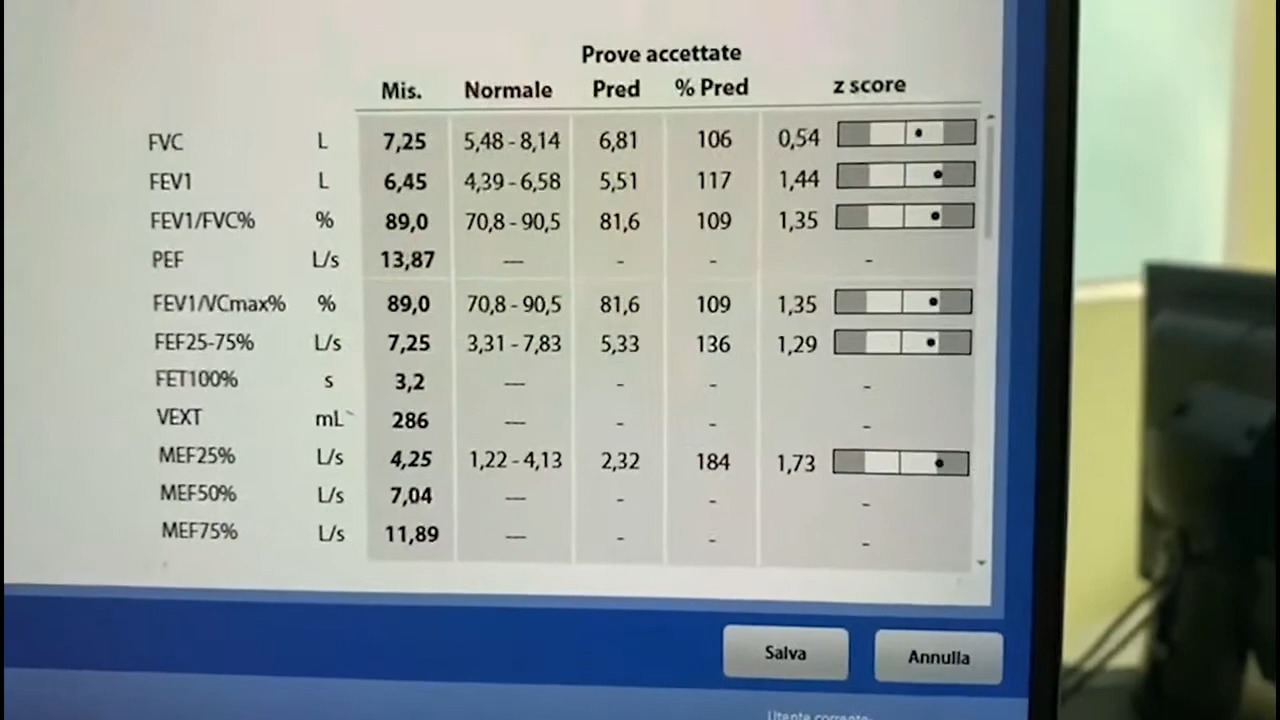 Prove accettate
Mis. Normale Pred % Pred z score
FVC L 7,25 5,48 - 8,14 6,81 106 0,54
FEV1 L 6,45 4,39 - 6,58 5,51 117 1,44
FEV1/FVC% % 89,0 70,8 - 90,5 81,6 109 1,35
PEF L/s 13,87 --- - - -
FEV1/VCmax% % 89,0 70,8 - 90,5 81,6 109 1,35
FEF25-75% L/s 7,25 3,31 - 7,83 5,33 136 1,29
FET100% s 3,2 --- - - -
VEXT mL 286 --- - - -
MEF25% L/s 4,25 1,22 - 4,13 2,32 184 1,73
MEF50% L/s 7,04 --- - - -
MEF75% L/s 11,89 --- - - -
Salva Annulla
Utente corrente: